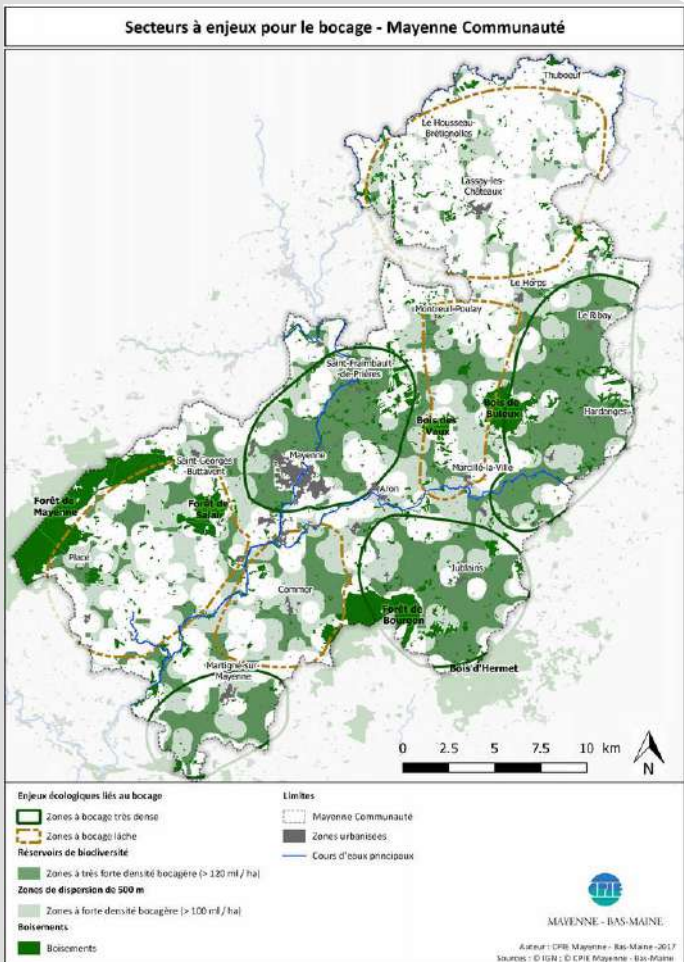 Secteurs à enjeux pour le bocage - Mayenne Communauté
Thuboeuf
Le Housseau-
Brétignolles
Lassay-les-
Châteaux
Le Horps
Montreuil-Poulay
Le Ribay
Saint-Fraimbault-
de-Prières
Bois de
Buleux
Hardanges
Bois des
Vaux
Mayenne
Marcillé-la-Ville
Saint-Georges-
Buttavent
Aron
Forêt de
Mayenne
Forêt de
Salair
Placé
Jublains
Commer
Forêt de
Bourgon
Bois d'Hermet
Martigné-sur-
Mayenne
0 2.5 5 7.5 10 km
N
Enjeux écologiques liés au bocage
Zones à bocage très dense
Zones à bocage lâche
Réservoirs de biodiversité
Zones à très forte densité bocagère (> 120 ml / ha)
Zones de dispersion de 500 m
Zones à forte densité bocagère (> 100 ml / ha)
Boisements
Boisements
Limites
Mayenne Communauté
Zones urbanisées
Cours d'eaux principaux
CPIE
MAYENNE - BAS-MAINE
Auteur : CPIE Mayenne - Bas-Maine -2017
Sources : © IGN ; © CPIE Mayenne - Bas-Maine